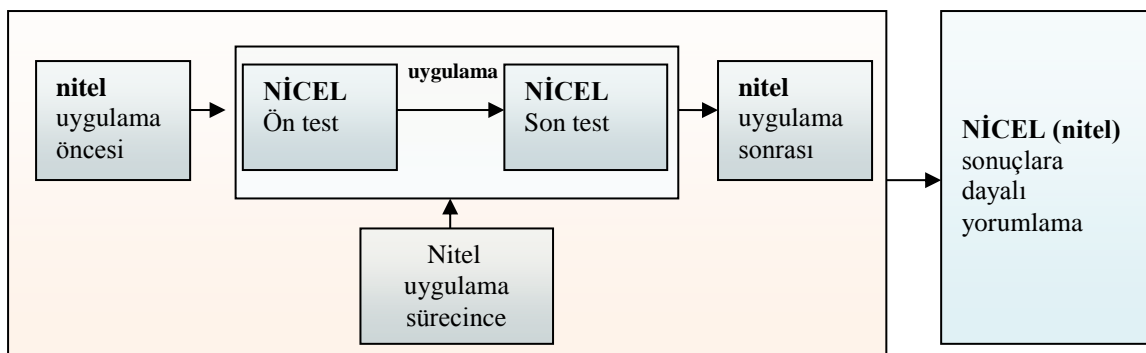 nitel
uygulama
öncesi
NİCEL
Ön test
uygulama
NİCEL
Son test
nitel
uygulama
sonrası
Nitel
uygulama
sürecince
NİCEL (nitel)
sonuçlara
dayalı
yorumlama